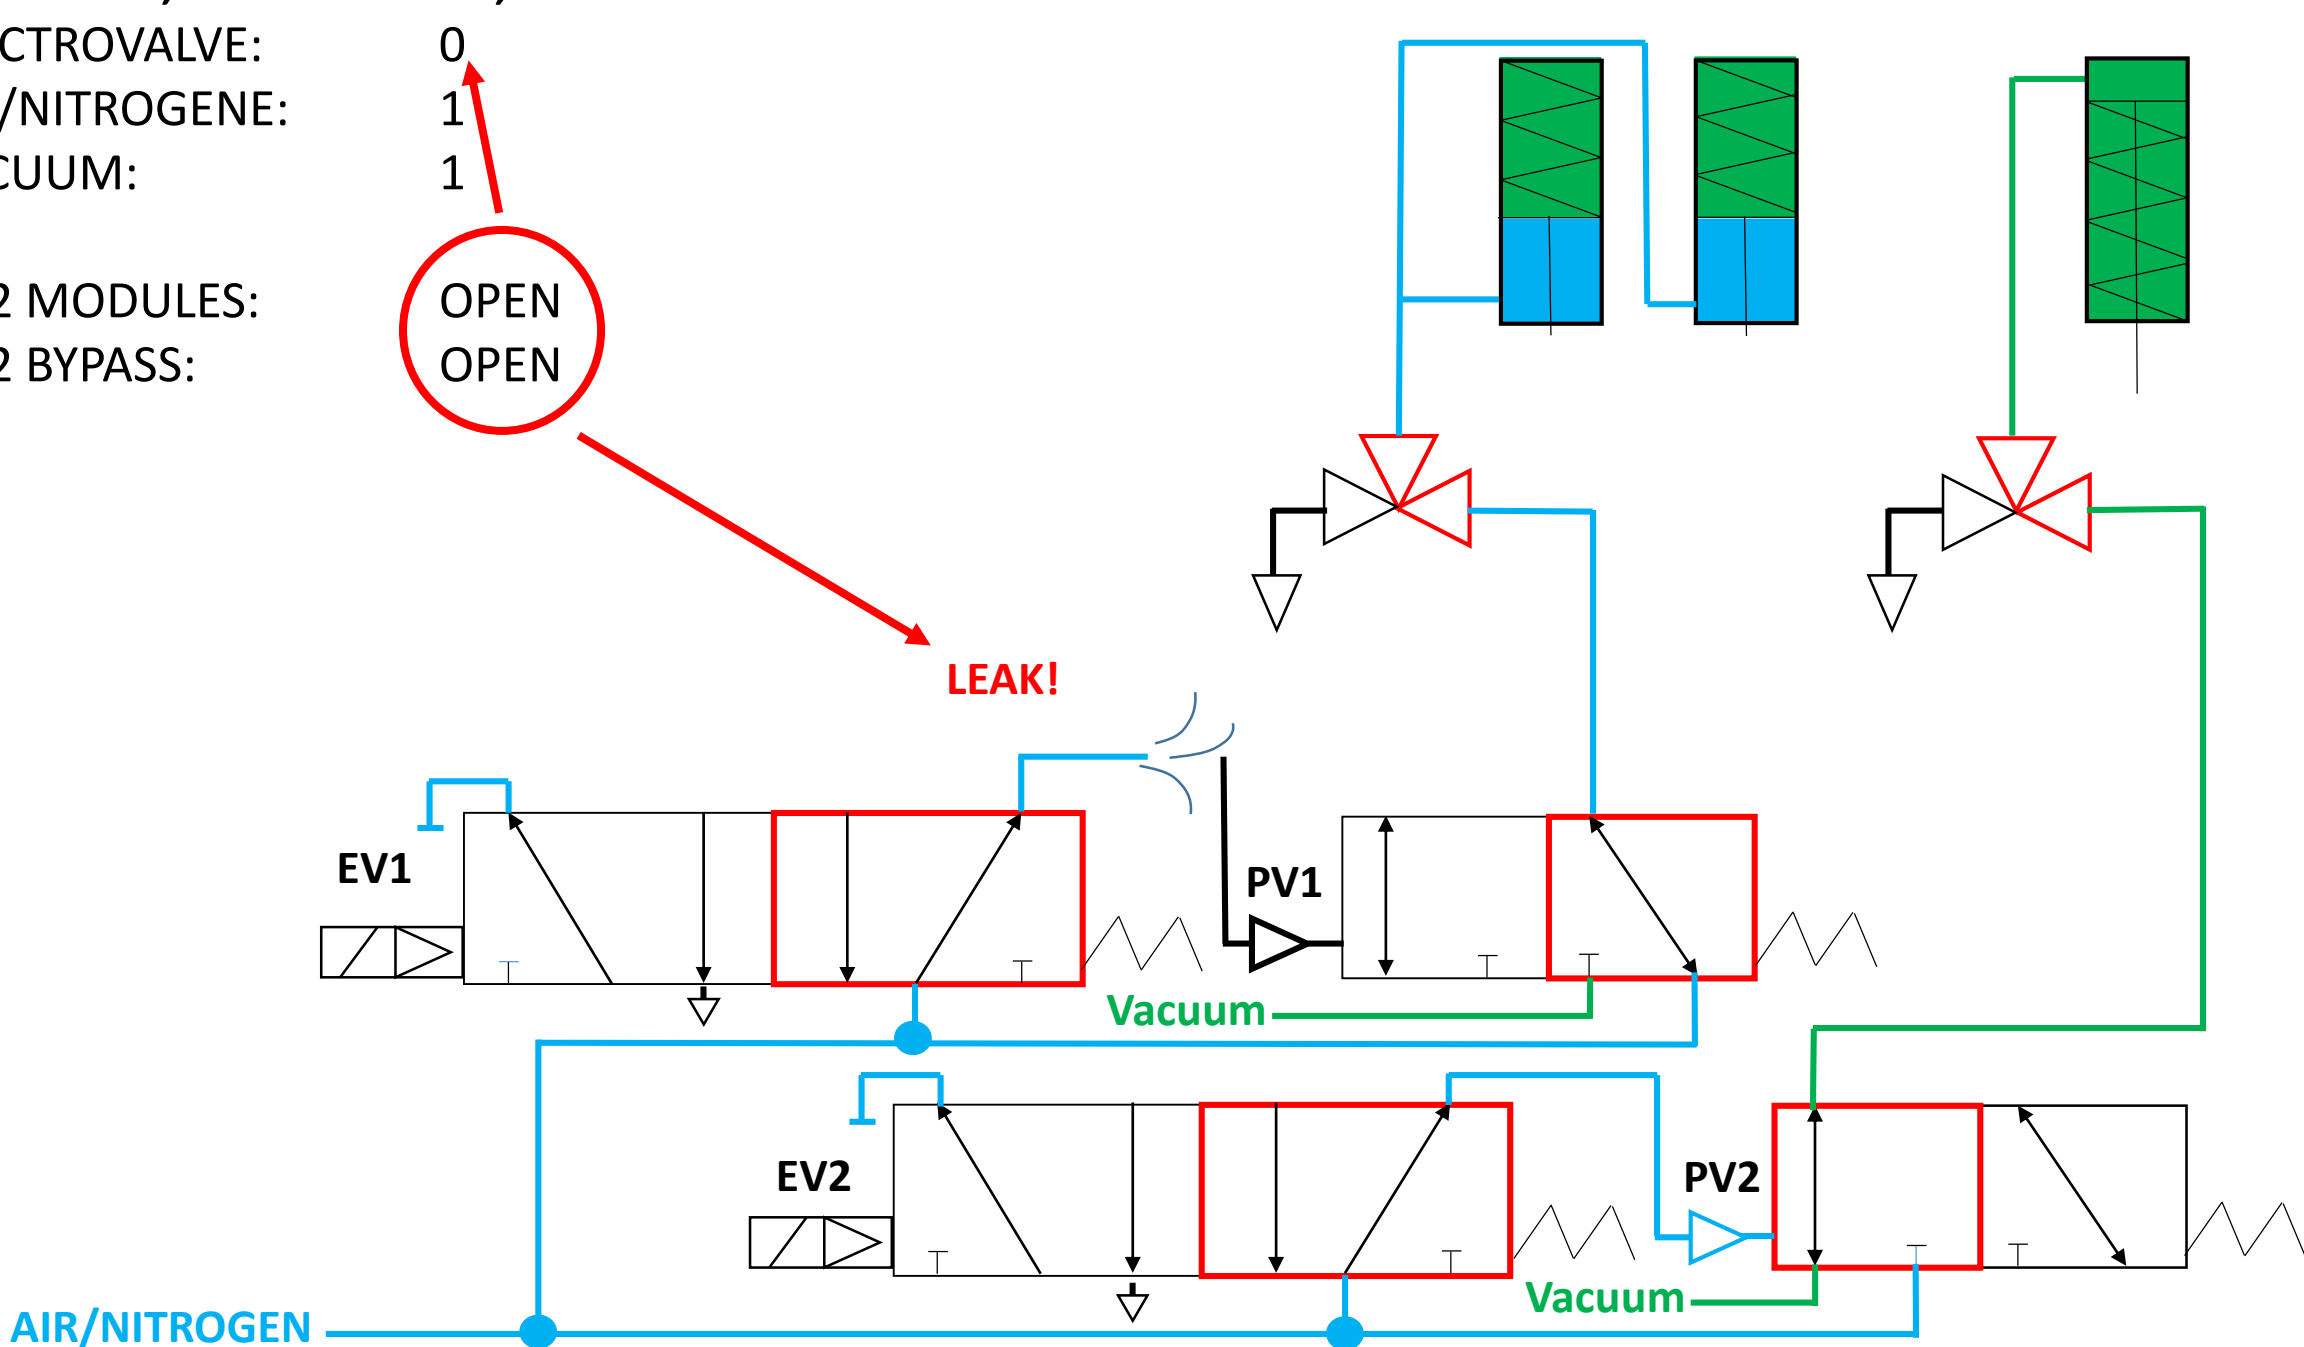 CTROVALVE: 0
/NITROGENE: 1
CUUM: 1
2 MODULES: OPEN
2 BYPASS: OPEN
LEAK!
EV1
PV1
Vacuum
EV2
PV2
Vacuum
AIR/NITROGEN